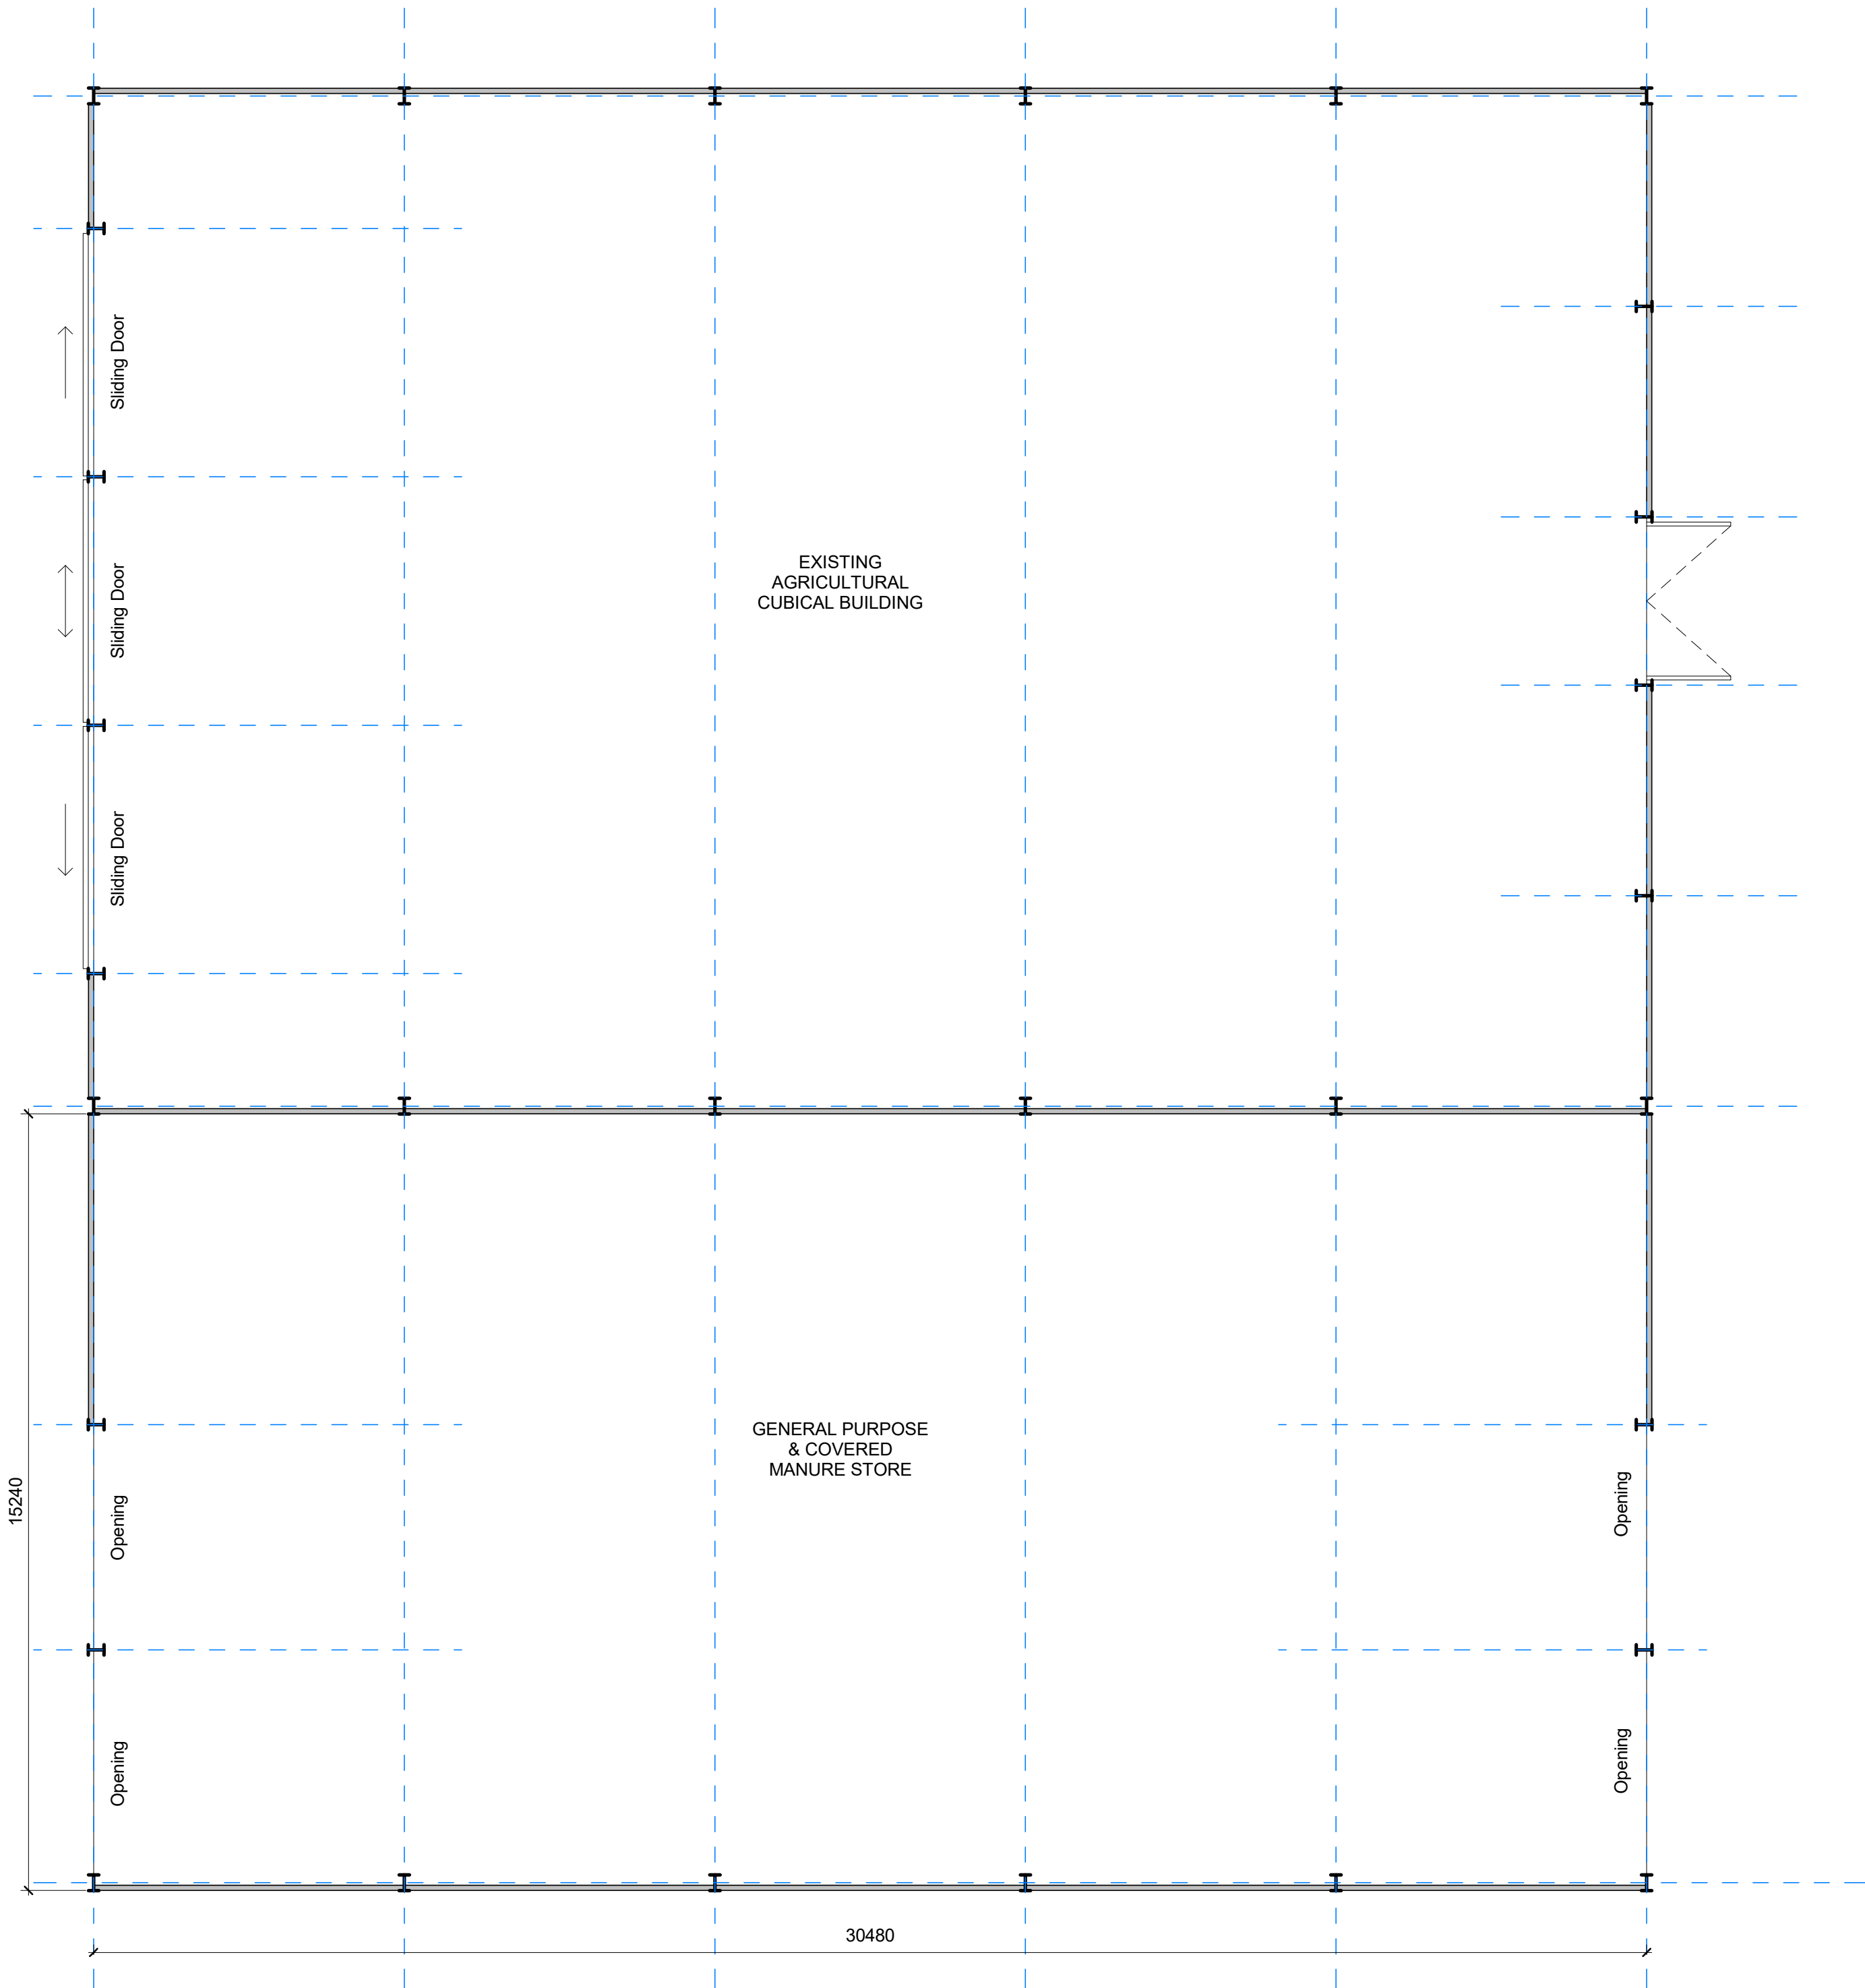 Sliding Door
EXISTING
AGRICULTURAL
CUBICAL BUILDING
Sliding Door
Sliding Door
GENERAL PURPOSE
& COVERED
MANURE STORE
15240
Opening
Opening
Opening
Opening
30480